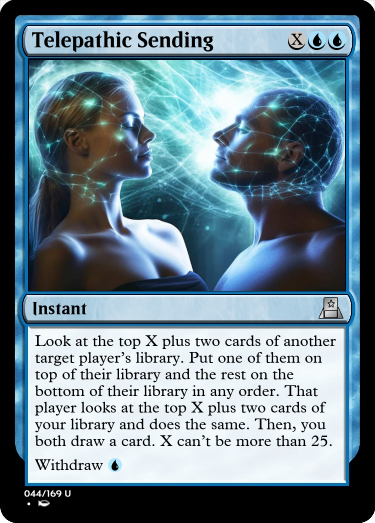 Telepathic Sending X
Instant
Look at the top X plus two cards of another
target player's library. Put one of them on
top of their library and the rest on the
bottom of their library in any order. That
player looks at the top X plus two cards of
your library and does the same. Then, you
both draw a card. X can't be more than 25.
Withdraw
044/169 U